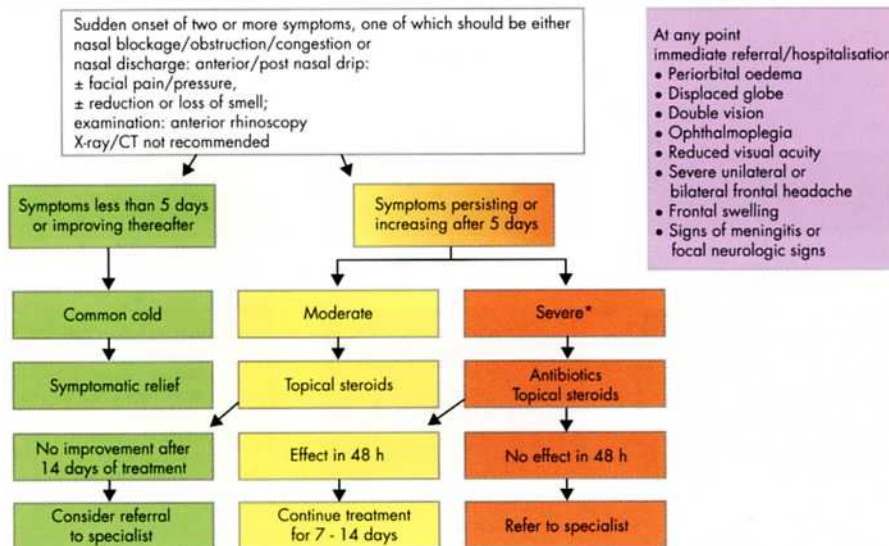 Sudden onset of two or more symptoms, one of which should be either
nasal blockage/obstruction/congestion or
nasal discharge: anterior/post nasal drip:
± facial pain/pressure,
± reduction or loss of smell;
examination: anterior rhinoscopy
X-ray/CT not recommended
At any point
immediate referral/hospitalisation
• Periorbital oedema
• Displaced globe
• Double vision
• Ophthalmoplegia
• Reduced visual acuity
• Severe unilateral or
bilateral frontal headache
• Frontal swelling
• Signs of meningitis or
focal neurologic signs
Symptoms less than 5 days
or improving thereafter
Symptoms persisting or
increasing after 5 days
Common cold
Moderate
Severe*
Symptomatic relief
Topical steroids
Antibiotics
Topical steroids
No improvement after
14 days of treatment
Effect in 48 h
No effect in 48 h
Consider referral
to specialist
Continue treatment
for 7 - 14 days
Refer to specialist